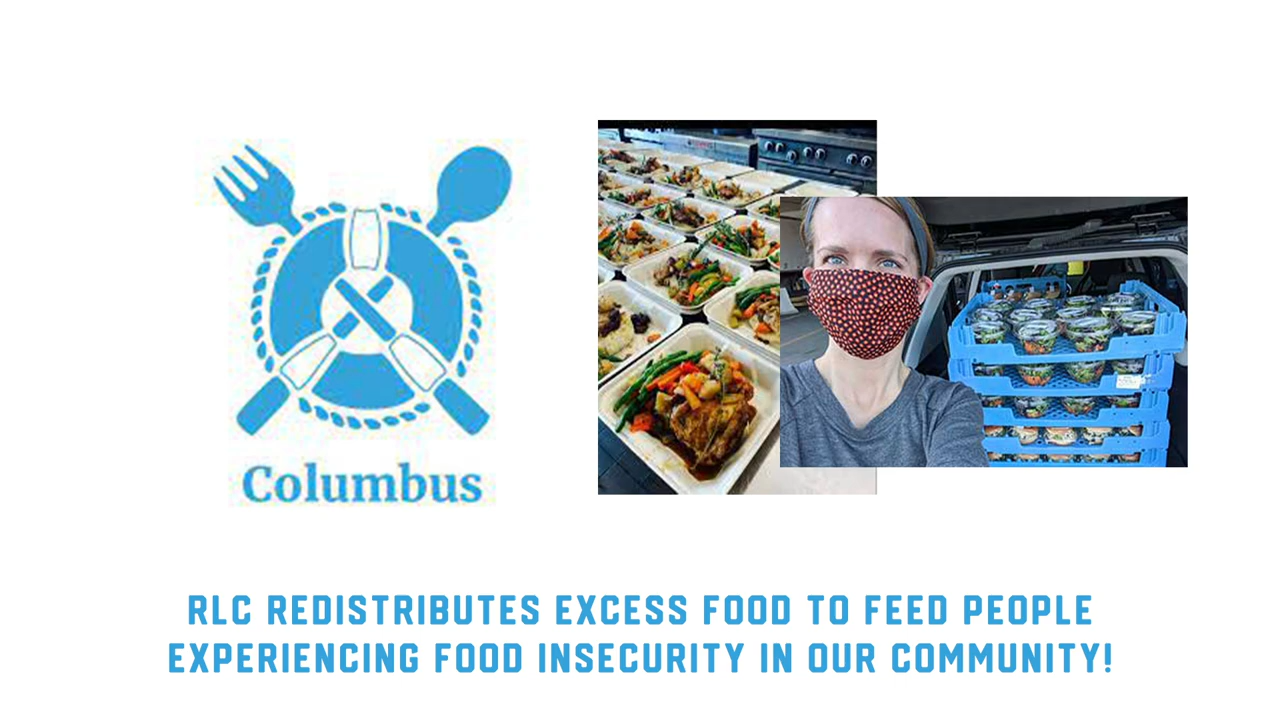 Columbus
RLC REDISTRIBUTES EXCESS FOOD TO FEED PEOPLE
EXPERIENCING FOOD INSECURITY IN OUR COMMUNITY!